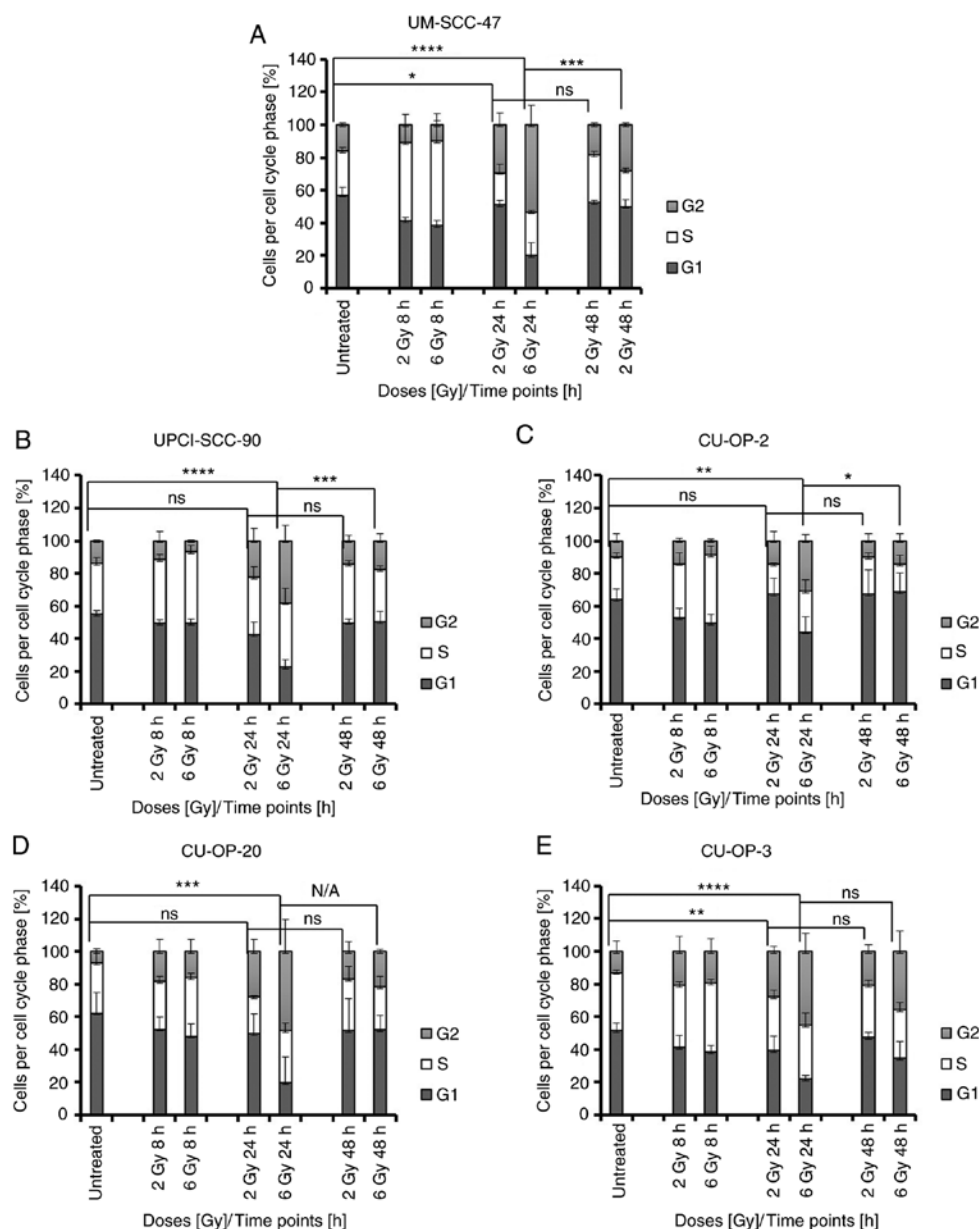 A
UM-SCC-47
****
***
*
ns
Cells per cell cycle phase [%]
140
120
100
80
60
40
20
0
G2
S
G1
Untreated
2 Gy 8 h
6 Gy 8 h
2 Gy 24 h
6 Gy 24 h
2 Gy 48 h
2 Gy 48 h
Doses [Gy]/Time points [h]
B
UPCI-SCC-90
****
***
ns
ns
Cells per cell cycle phase [%]
140
120
100
80
60
40
20
0
G2
S
G1
Untreated
2 Gy 8 h
6 Gy 8 h
2 Gy 24 h
6 Gy 24 h
2 Gy 48 h
6 Gy 48 h
Doses [Gy]/Time points [h]
C
CU-OP-2
**
*
ns
ns
Cells per cell cycle phase [%]
140
120
100
80
60
40
20
0
G2
S
G1
Untreated
2 Gy 8 h
6 Gy 8 h
2 Gy 24 h
6 Gy 24 h
2 Gy 48 h
6 Gy 48 h
Doses [Gy]/Time points [h]
D
CU-OP-20
***
N/A
ns
ns
Cells per cell cycle phase [%]
140
120
100
80
60
40
20
0
G2
S
G1
Untreated
2 Gy 8 h
6 Gy 8 h
2 Gy 24 h
6 Gy 24 h
2 Gy 48 h
6 Gy 48 h
Doses [Gy]/Time points [h]
E
CU-OP-3
****
ns
**
ns
Cells per cell cycle phase [%]
140
120
100
80
60
40
20
0
G2
S
G1
Untreated
2 Gy 8 h
6 Gy 8 h
2 Gy 24 h
6 Gy 24 h
2 Gy 48 h
6 Gy 48 h
Doses [Gy]/Time points [h]